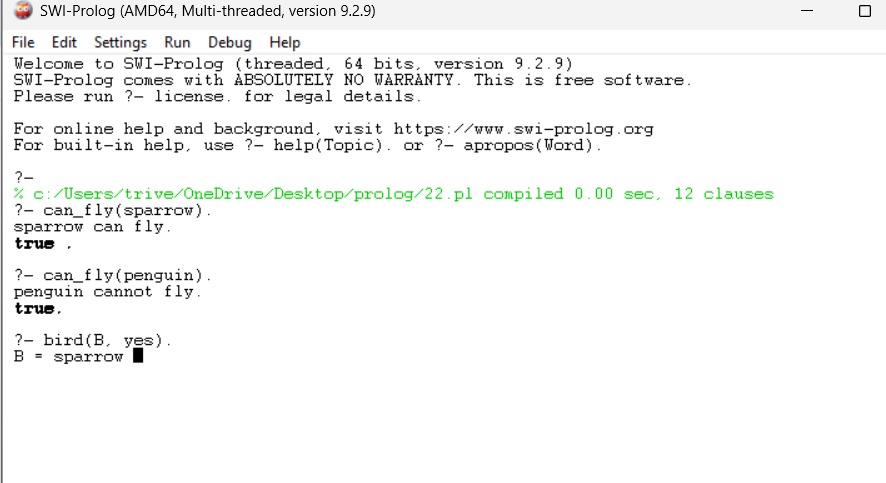 SWI-Prolog (AMD64, Multi-threaded, version 9.2.9)
File Edit Settings Run Debug Help
Welcome to SWI-Prolog (threaded, 64 bits, version 9.2.9)
SWI-Prolog comes with ABSOLUTELY NO WARRANTY. This is free software.
Please run ?- license. for legal details.
For online help and background, visit https://www.swi-prolog.org
For built-in help, use ?- help(Topic). or ?- apropos(Word).
?-
% c:/Users/trive/OneDrive/Desktop/prolog/22.pl compiled 0.00 sec, 12 clauses
?- can_fly(sparrow).
sparrow can fly.
true .
?- can_fly(penguin).
penguin cannot fly.
true.
?- bird(B, yes).
B = sparrow